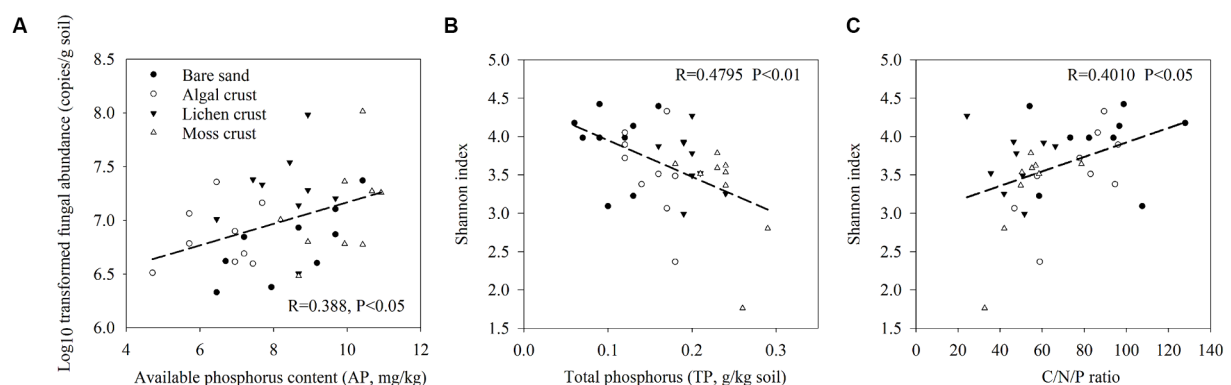 A
B
C
Log10 transformed fungal abundance (copies/g soil)
8.5
8.0
7.5
7.0
6.5
6.0
Bare sand
Algal crust
Lichen crust
Moss crust
R=0.388, P<0.05
4 6 8 10 12
Available phosphorus content (AP, mg/kg)
Shannon index
5.0
4.5
4.0
3.5
3.0
2.5
2.0
1.5
R=0.4795 P<0.01
0.0 0.1 0.2 0.3
Total phosphorus (TP, g/kg soil)
Shannon index
5.0
4.5
4.0
3.5
3.0
2.5
2.0
1.5
R=0.4010 P<0.05
0 20 40 60 80 100 120 140
C/N/P ratio